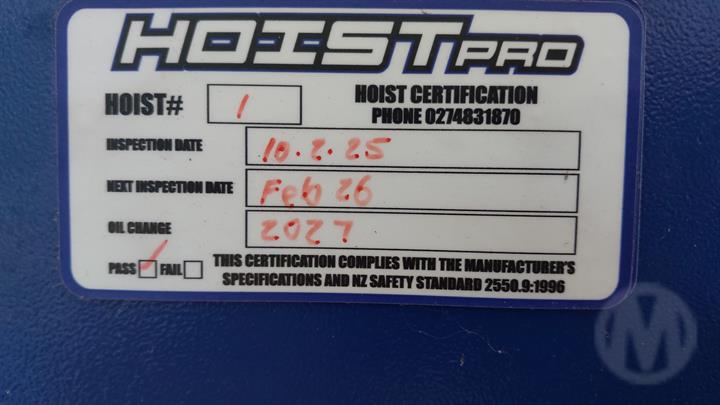 HOISTPRO
HOIST# 1
HOIST CERTIFICATION
PHONE 0274831870
INSPECTION DATE 10.2.25
NEXT INSPECTION DATE Feb 26
OIL CHANGE 2027
PASS FAIL
THIS CERTIFICATION COMPLIES WITH THE MANUFACTURER'S
SPECIFICATIONS AND NZ SAFETY STANDARD 2550.9:1996
M